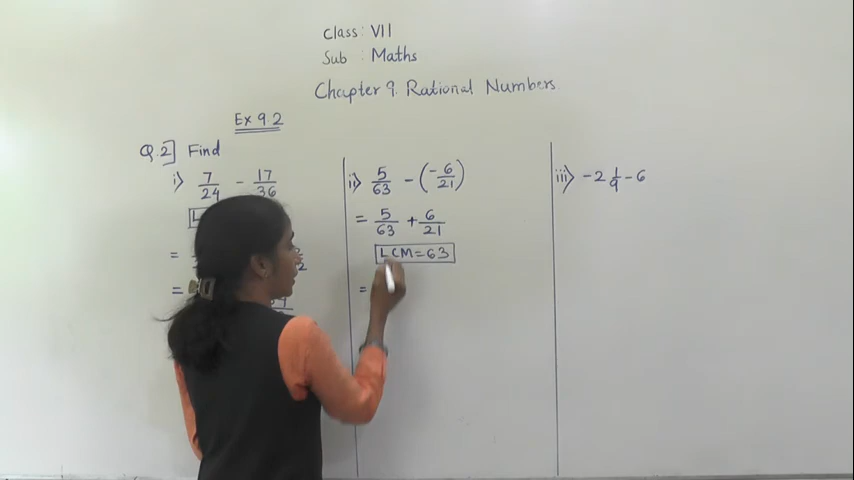 Class: VII
Sub : Maths
Chapter 9. Rational Numbers
Ex 9.2
Q.2] Find
i) 7/24 - 17/36
=
=
ii) 5/63 - (-6/21)
= 5/63 + 6/21
LCM=63
=
iii) -2 1/9 - 6